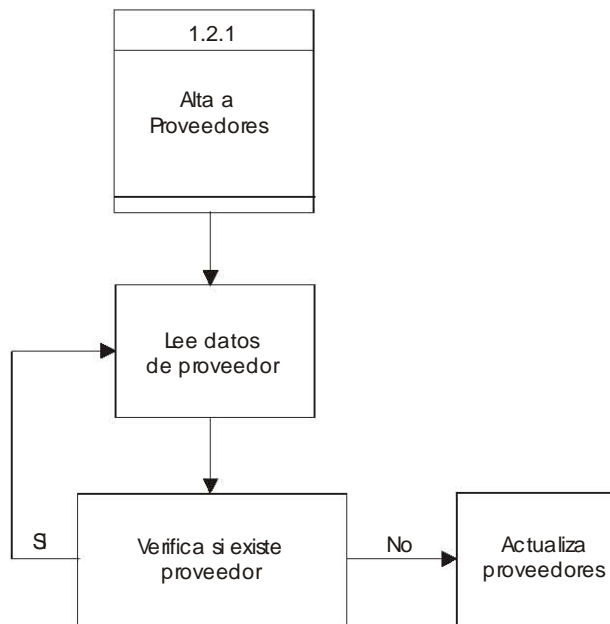 1.2.1
Alta a
Proveedores
Lee datos
de proveedor
Si
Verifica si existe
proveedor
No
Actualiza
proveedores